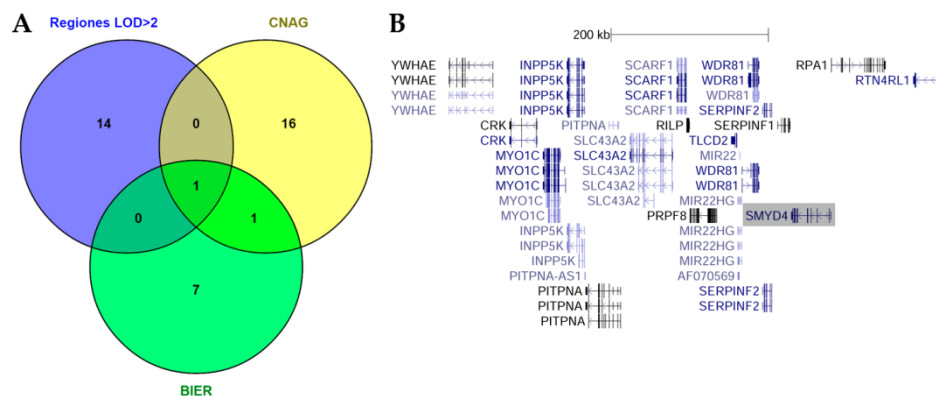 A
Regiones LOD>2
CNAG
14
0
16
1
0
1
7
BIER
B
200 kb
YWHAE INPP5K SCARF1 WDR81 RPA1
YWHAE INPP5K SCARF1 WDR81 RTN4RL1
YWHAE INPP5K SCARF1 WDR81
YWHAE INPP5K SCARF1 SERPINF2
CRK PITPNA RILP SERPINF1
CRK SLC43A2 TLCD2
MYO1C SLC43A2 MIR22
MYO1C SLC43A2 WDR81
MYO1C SLC43A2 WDR81
MYO1C SLC43A2 MIR22HG
MYO1C PRPF8 SMYD4
INPP5K MIR22HG
INPP5K MIR22HG
INPP5K MIR22HG
PITPNA-AS1 AF070569
PITPNA SERPINF2
PITPNA SERPINF2
PITPNA